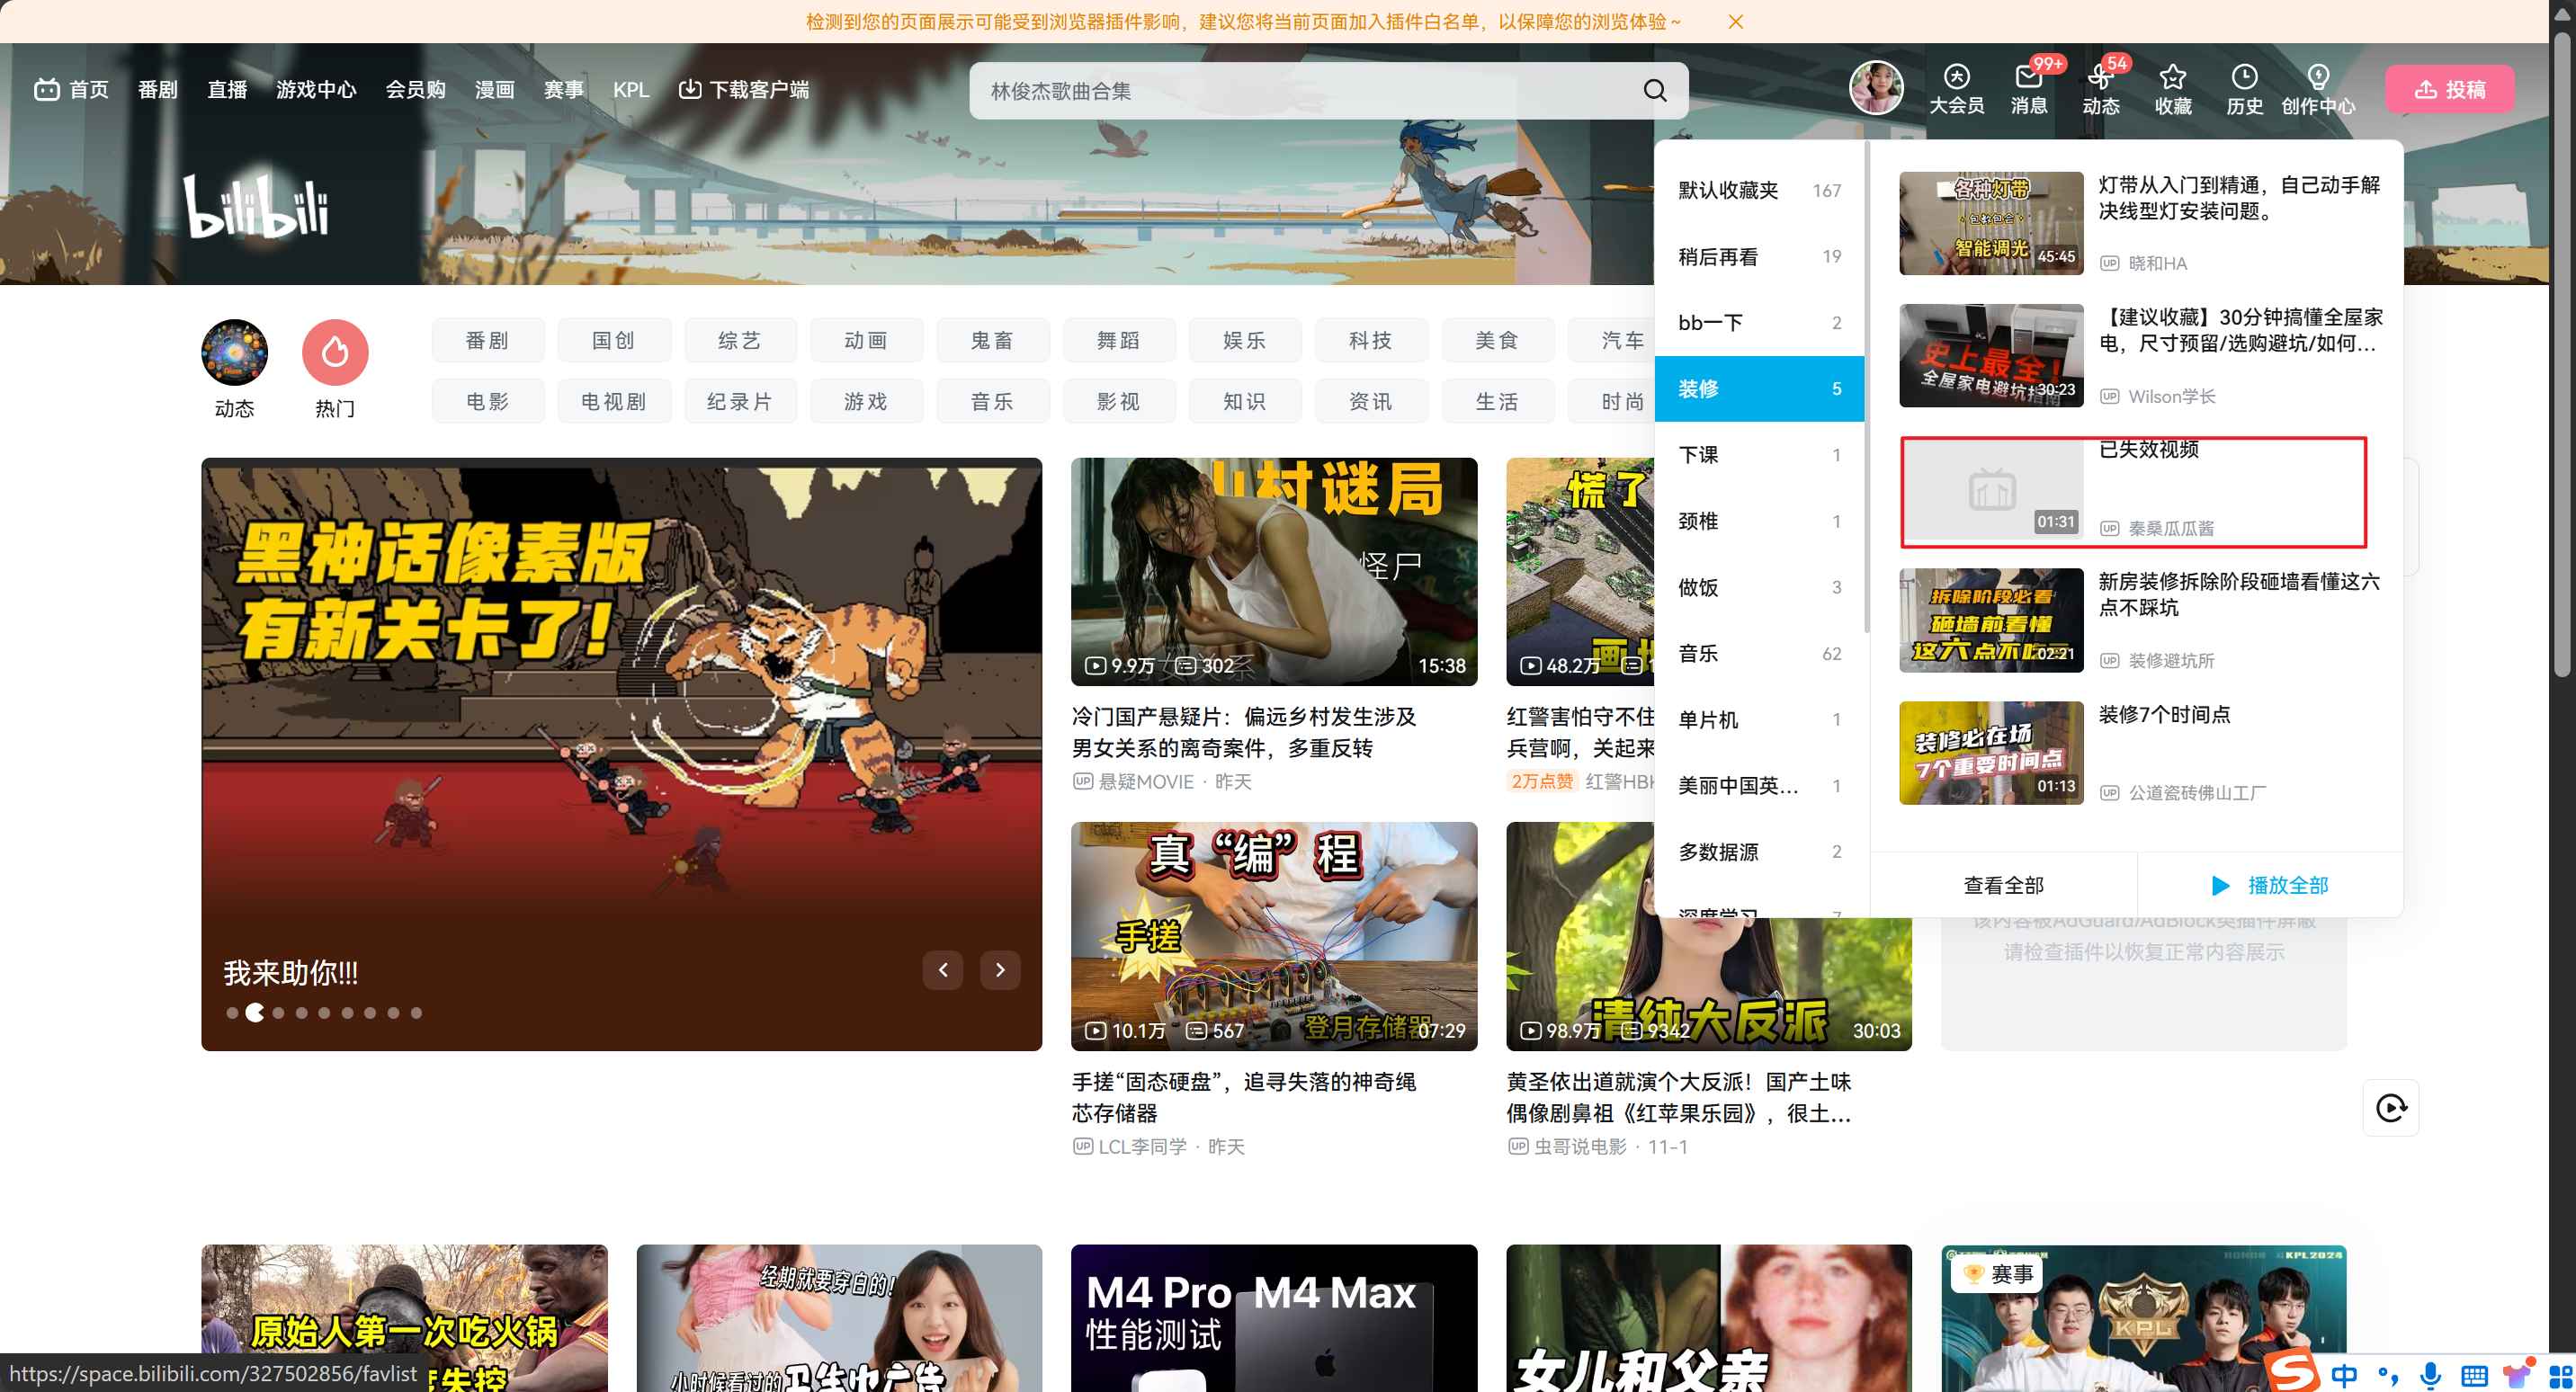 检测到您的页面展示可能受到浏览器插件影响，建议您将当前页面加入插件白名单，以保障您的浏览体验～
首页 番剧 直播 游戏中心 会员购 漫画 赛事 KPL 下载客户端
林俊杰歌曲合集
大会员
99+
消息
54
动态
收藏
历史
创作中心
投稿
bilibili
动态
热门
番剧 国创 综艺 动画 鬼畜 舞蹈 娱乐 科技 美食 汽车
电影 电视剧 纪录片 游戏 音乐 影视 知识 资讯 生活 时尚
默认收藏夹 167
稍后再看 19
bb一下 2
装修 5
下课 1
颈椎 1
做饭 3
音乐 62
单片机 1
美丽中国英... 1
多数据源 2
深度学习 7
各种灯带
包教包会
智能调光
45:45
灯带从入门到精通，自己动手解
决线型灯安装问题。
UP 晓和HA
史上最全！
全屋家电避坑指南
30:23
【建议收藏】30分钟搞懂全屋家
电，尺寸预留/选购避坑/如何...
UP Wilson学长
01:31
已失效视频
UP 秦桑瓜瓜酱
拆除阶段必看
砸墙前看懂
这六点不吃亏
02:21
新房装修拆除阶段砸墙看懂这六
点不踩坑
UP 装修避坑所
装修必在场
7个重要时间点
01:13
装修7个时间点
UP 公道瓷砖佛山工厂
查看全部
播放全部
黑神话像素版
有新关卡了!
我来助你!!!
山村谜局
怪尸
男女关系
9.9万 302 15:38
冷门国产悬疑片：偏远乡村发生涉及
男女关系的离奇案件，多重反转
UP 悬疑MOVIE · 昨天
慌了
画地
48.2万
红警害怕守不住
兵营啊，关起来
2万点赞 红警HBK
真“编”程
手搓
登月存储器
10.1万 567 07:29
手搓“固态硬盘”，追寻失落的神奇绳
芯存储器
UP LCL李同学 · 昨天
清纯大反派
98.9万 9342 30:03
黄圣依出道就演个大反派！国产土味
偶像剧鼻祖《红苹果乐园》，很土...
UP 虫哥说电影 · 11-1
该内容被AdGuard/AdBlock类插件屏蔽
请检查插件以恢复正常内容展示
原始人第一次吃火锅
失控
经期就要穿白的!
小时候看过的卫生巾广告
M4 Pro M4 Max
性能测试
女儿和父亲
赛事
KPL2024
KPL
https://space.bilibili.com/327502856/favlist
S 中